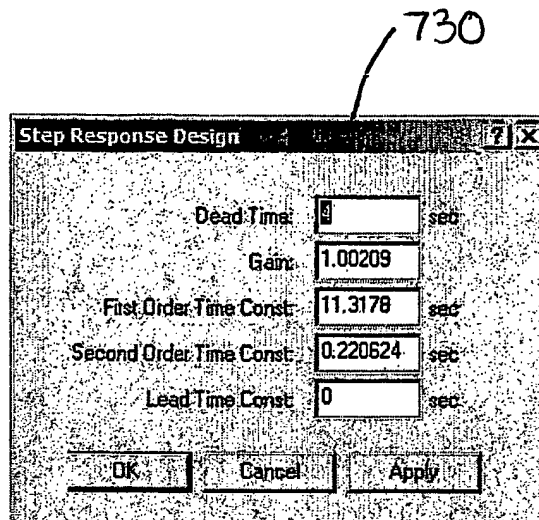 730
Step Response Design
Dead Time: 4 sec
Gain: 1.00209
First Order Time Const: 11.3178 sec
Second Order Time Const: 0.220624 sec
Lead Time Const: 0 sec
OK Cancel Apply